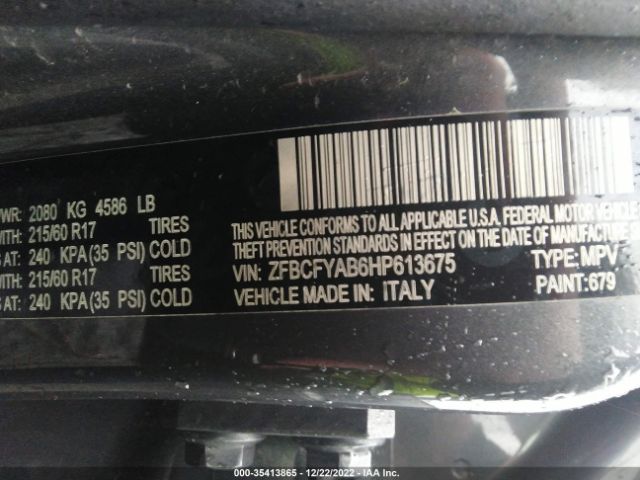 WR: 2080 KG 4586 LB
WITH: 215/60 R17 TIRES
AT: 240 KPA(35 PSI) COLD
WITH: 215/60 R17 TIRES
S AT: 240 KPA(35 PSI) COLD
THIS VEHICLE CONFORMS TO ALL APPLICABLE U.S.A. FEDERAL MOTOR VEHICLE
THEFT PREVENTION STANDARDS IN EFFECT ON THE DATE OF
VIN: ZFBCFYAB6HP613675 TYPE: MPV
VEHICLE MADE IN: ITALY PAINT:679
000-35413865 - 12/22/2022 - IAA Inc.